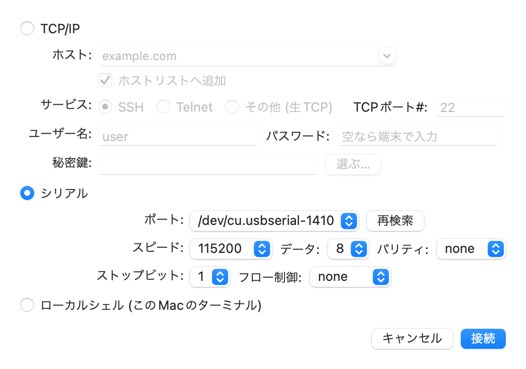 TCP/IP
ホスト: example.com
ホストリストへ追加
サービス: SSH Telnet その他 (生TCP) TCPポート#: 22
ユーザー名: user パスワード: 空なら端末で入力
秘密鍵: 選ぶ...
シリアル
ポート: /dev/cu.usbserial-1410 再検索
スピード: 115200 データ: 8 パリティ: none
ストップビット: 1 フロー制御: none
ローカルシェル (このMacのターミナル)
キャンセル 接続